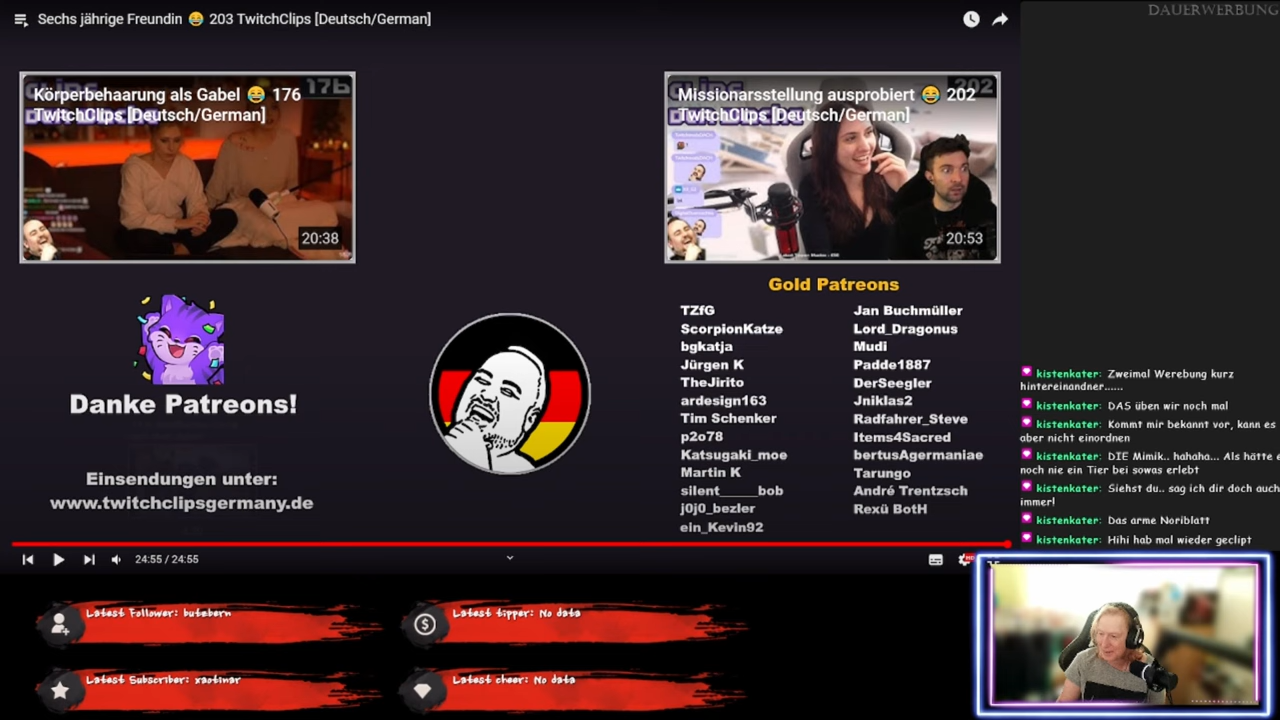 Sechs jährige Freundin 😂 203 TwitchClips [Deutsch/German]
DAUERWERBUNG
Körperbehaarung als Gabel 😂 176
TwitchClips [Deutsch/German]
20:38
Missionarsstellung ausprobiert 😂 202
TwitchClips [Deutsch/German]
20:53
Danke Patreons!
Einsendungen unter:
www.twitchclipsgermany.de
Gold Patreons
TZfG
ScorpionKatze
bgkatja
Jürgen K
TheJirito
ardesign163
Tim Schenker
p2o78
Katsugaki_moe
Martin K
silent____bob
j0j0_bezler
ein_Kevin92
Jan Buchmüller
Lord_Dragonus
Mudi
Padde1887
DerSeegler
Jniklas2
Radfahrer_Steve
Items4Sacred
bertusAgermaniae
Tarungo
André Trentzsch
Rexü BotH
kistenkater: Zweimal Werebung kurz
hintereinandner......
kistenkater: DAS üben wir noch mal
kistenkater: Kommt mir bekannt vor, kann es
aber nicht einordnen
kistenkater: DIE Mimik.. hahaha... Als hätte
noch nie ein Tier bei sowas erlebt
kistenkater: Siehst du.. sag ich dir doch auch
immer!
kistenkater: Das arme Noriblatt
kistenkater: Hihi hab mal wieder geclipt
24:55 / 24:55
Latest Follower: butebern
Latest tipper: No data
Latest Subscriber: xaotinar
Latest cheer: No data